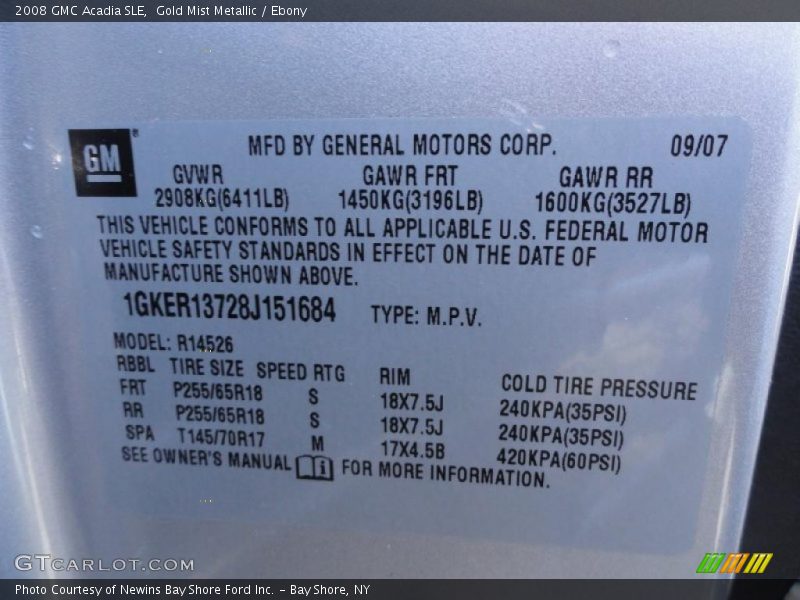 2008 GMC Acadia SLE,  Gold Mist Metallic / Ebony
GM
MFD BY GENERAL MOTORS CORP. 09/07
GVWR GAWR FRT GAWR RR
2908KG(6411LB) 1450KG(3196LB) 1600KG(3527LB)
THIS VEHICLE CONFORMS TO ALL APPLICABLE U.S. FEDERAL MOTOR
VEHICLE SAFETY STANDARDS IN EFFECT ON THE DATE OF
MANUFACTURE SHOWN ABOVE.
1GKER13728J151684 TYPE: M.P.V.
MODEL: R14526
RBBL TIRE SIZE SPEED RTG RIM COLD TIRE PRESSURE
FRT P255/65R18 S 18X7.5J 240KPA(35PSI)
RR P255/65R18 S 18X7.5J 240KPA(35PSI)
SPA T145/70R17 M 17X4.5B 420KPA(60PSI)
SEE OWNER'S MANUAL FOR MORE INFORMATION.
GTCARLOT.COM
Photo Courtesy of Newins Bay Shore Ford Inc. - Bay Shore, NY